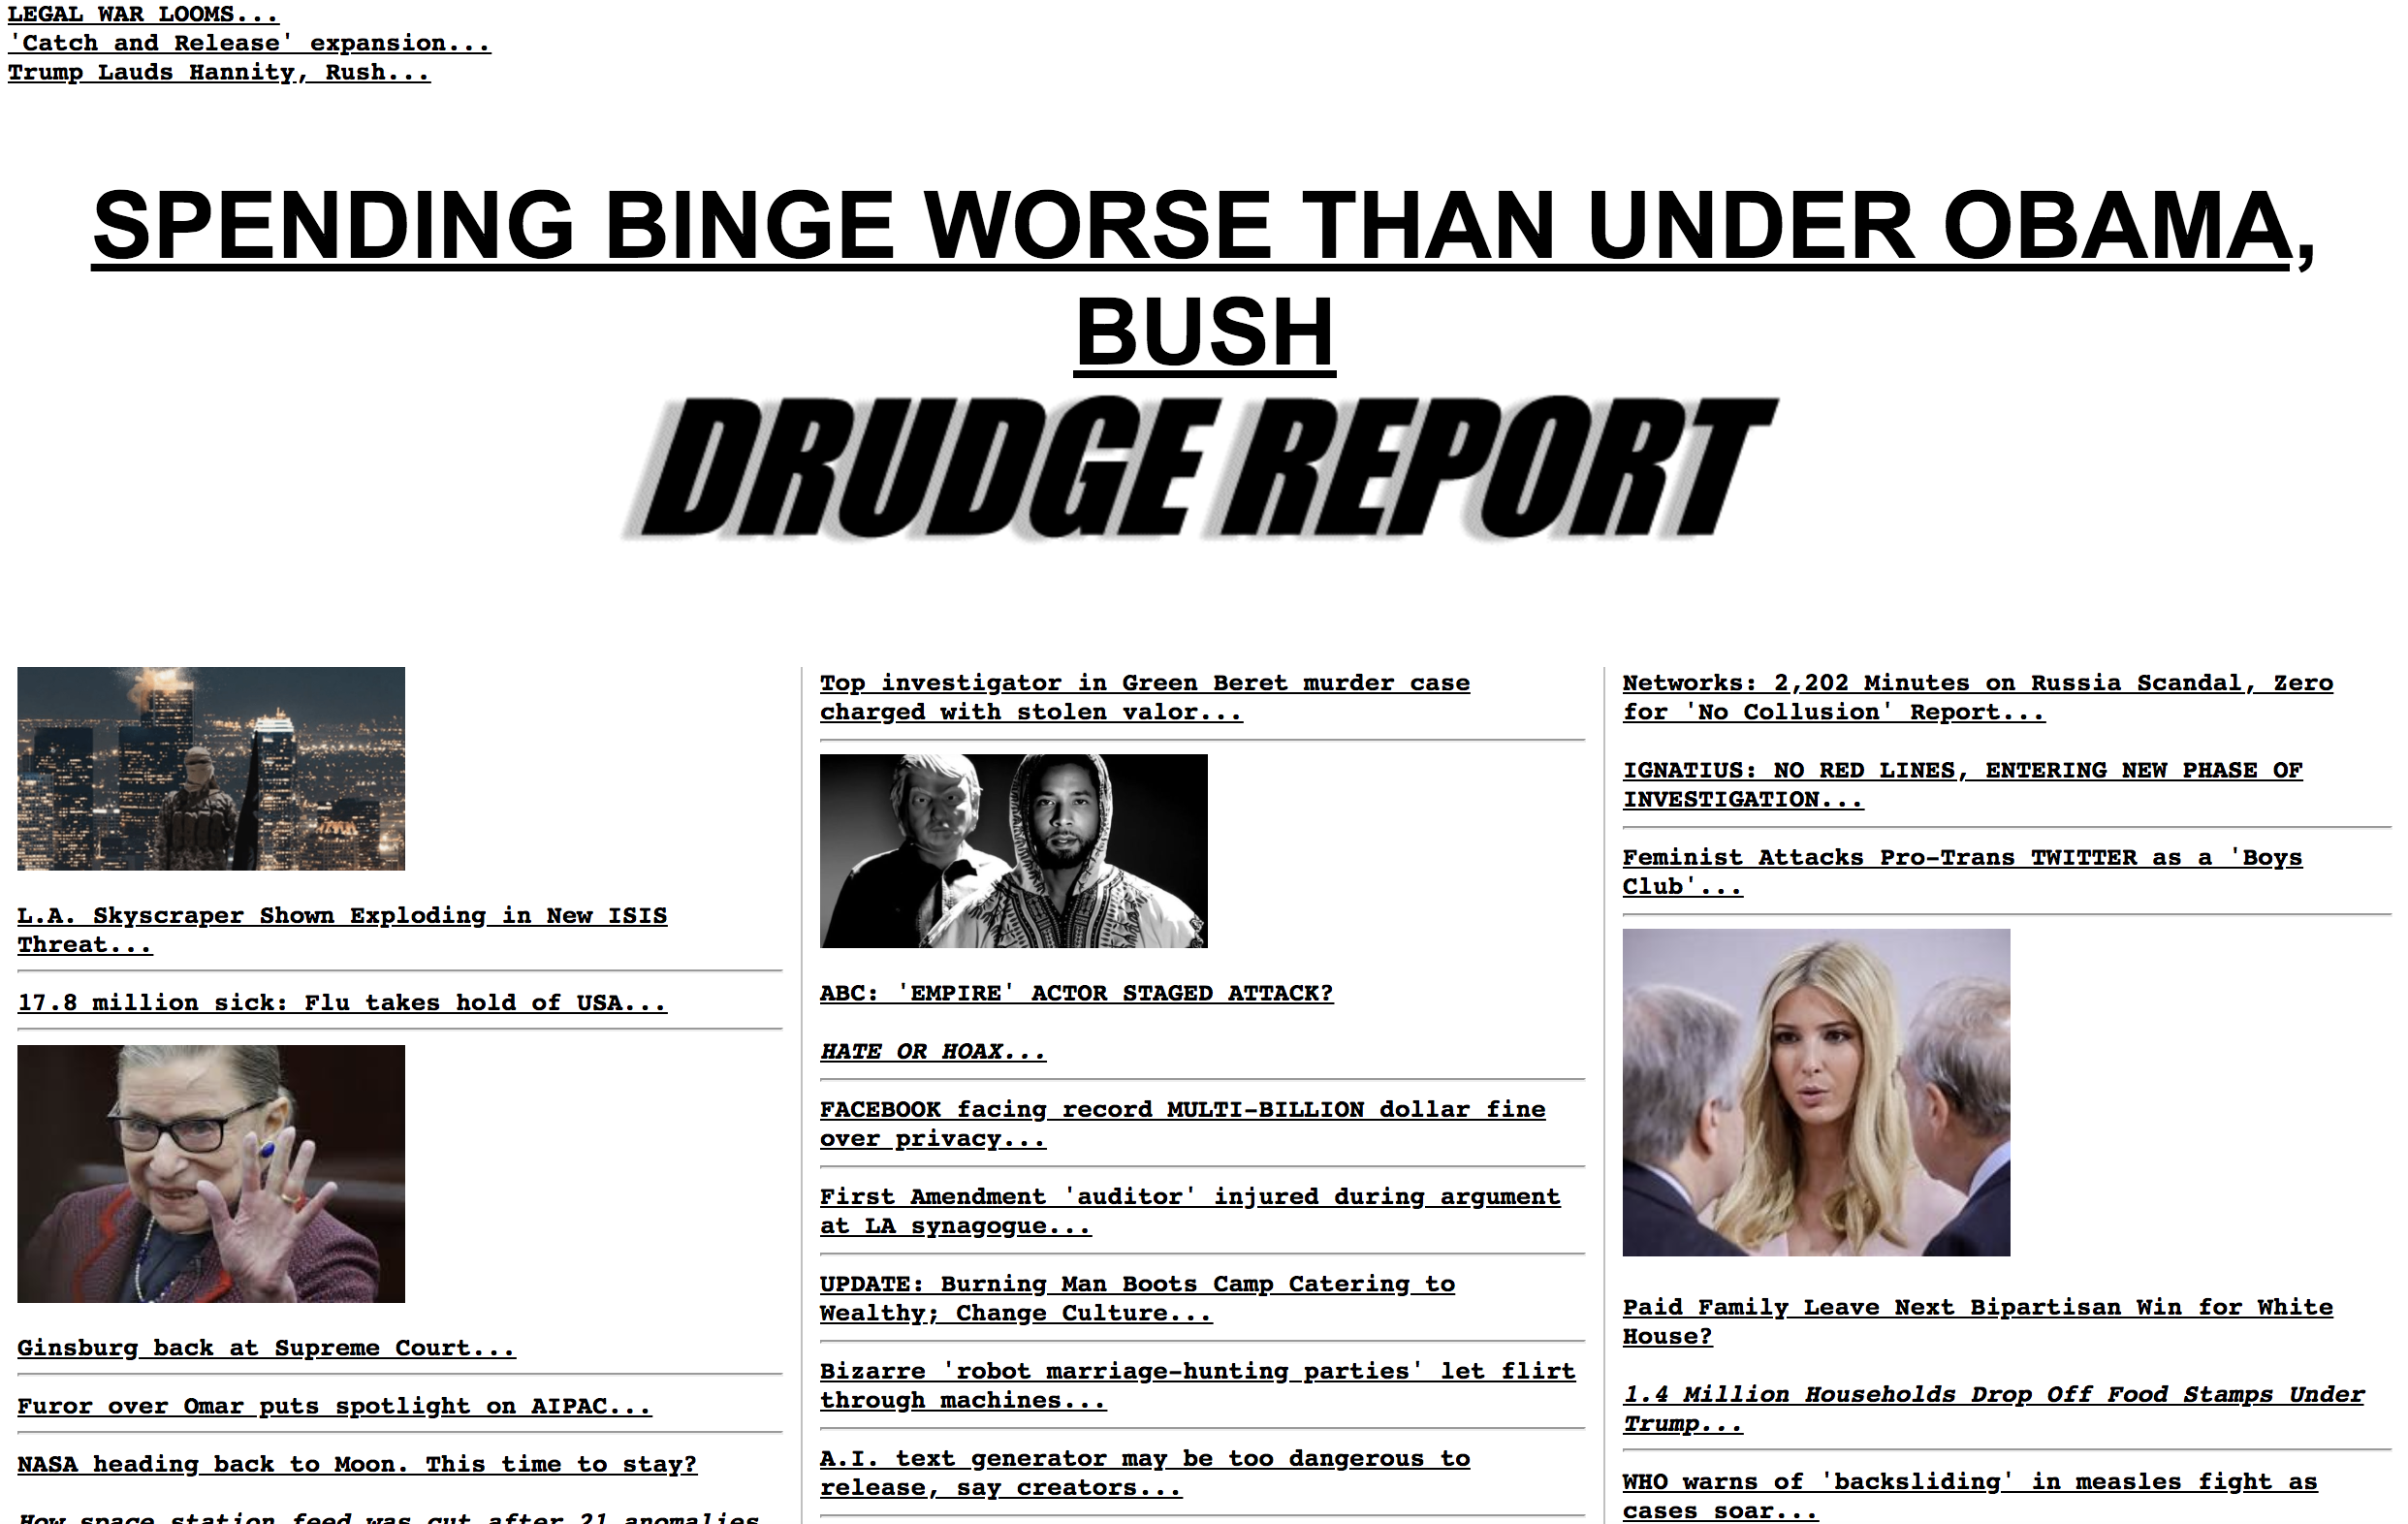 LEGAL WAR LOOMS...
'Catch and Release' expansion...
Trump Lauds Hannity, Rush...
SPENDING BINGE WORSE THAN UNDER OBAMA,
BUSH
DRUDGE REPORT
L.A. Skyscraper Shown Exploding in New ISIS
Threat...
17.8 million sick: Flu takes hold of USA...
Ginsburg back at Supreme Court...
Furor over Omar puts spotlight on AIPAC...
NASA heading back to Moon. This time to stay?
How space station feed was cut after 21 anomalies
Top investigator in Green Beret murder case
charged with stolen valor...
ABC: 'EMPIRE' ACTOR STAGED ATTACK?
HATE OR HOAX...
FACEBOOK facing record MULTI-BILLION dollar fine
over privacy...
First Amendment 'auditor' injured during argument
at LA synagogue...
UPDATE: Burning Man Boots Camp Catering to
Wealthy; Change Culture...
Bizarre 'robot marriage-hunting parties' let flirt
through machines...
A.I. text generator may be too dangerous to
release, say creators...
Networks: 2,202 Minutes on Russia Scandal, Zero
for 'No Collusion' Report...
IGNATIUS: NO RED LINES, ENTERING NEW PHASE OF
INVESTIGATION...
Feminist Attacks Pro-Trans TWITTER as a 'Boys
Club'...
Paid Family Leave Next Bipartisan Win for White
House?
1.4 Million Households Drop Off Food Stamps Under
Trump...
WHO warns of 'backsliding' in measles fight as
cases soar...